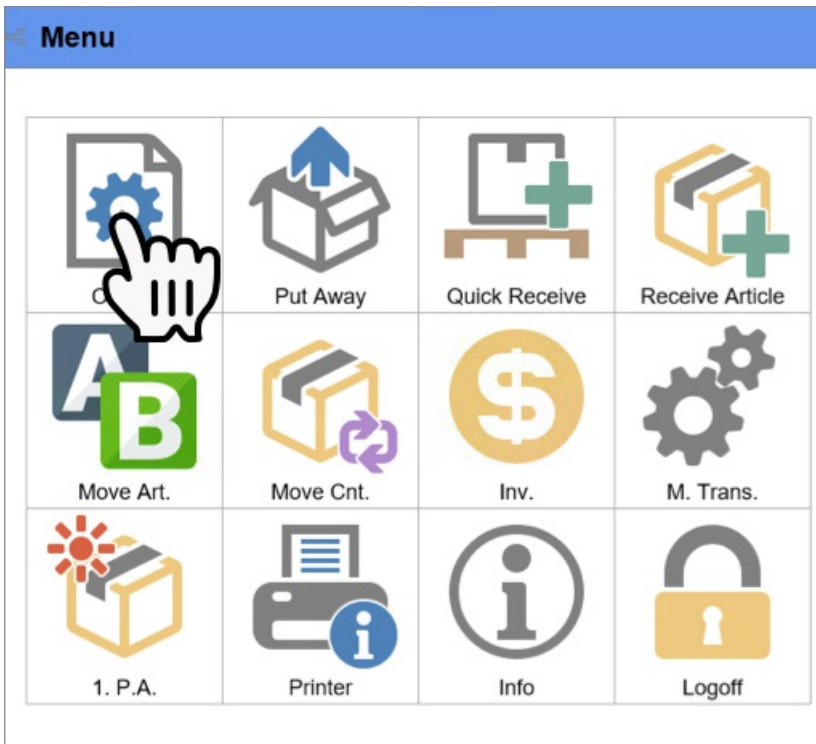 Menu
Put Away
Quick Receive
Receive Article
A
B
Move Art.
Move Cnt.
$
Inv.
M. Trans.
1. P.A.
i
Printer
i
Info
Logoff